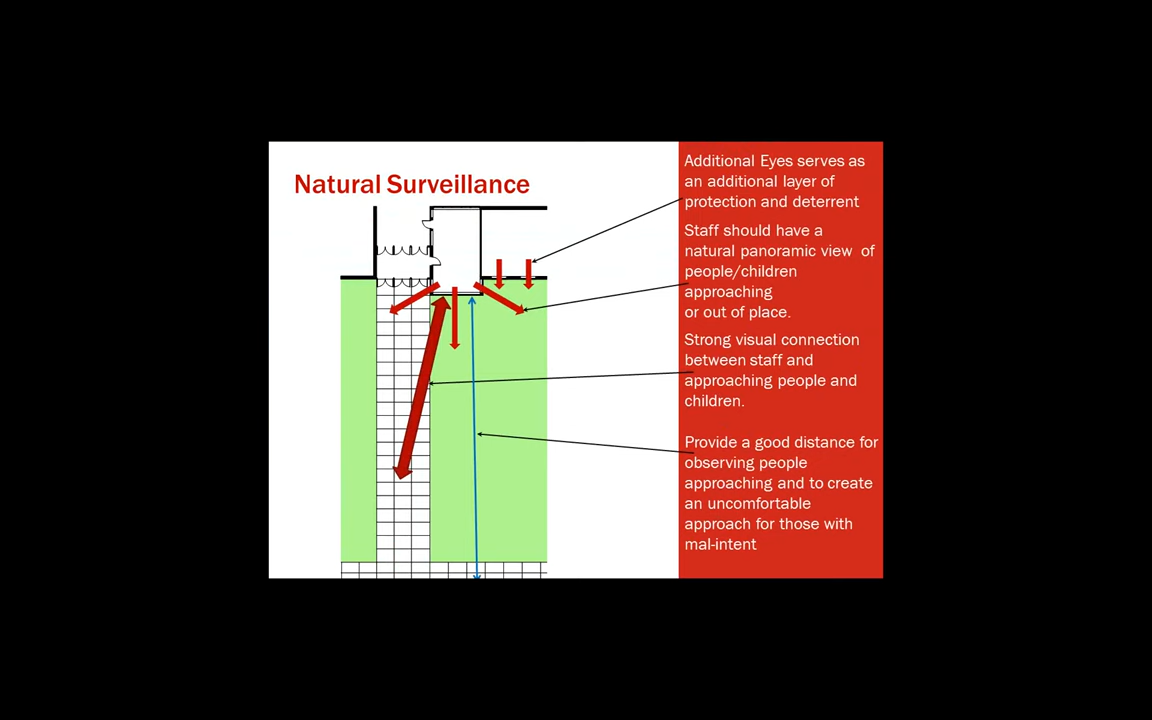 Natural Surveillance
Additional Eyes serves as
an additional layer of
protection and deterrent
Staff should have a
natural panoramic view of
people/children
approaching
or out of place.
Strong visual connection
between staff and
approaching people and
children.
Provide a good distance for
observing people
approaching and to create
an uncomfortable
approach for those with
mal-intent